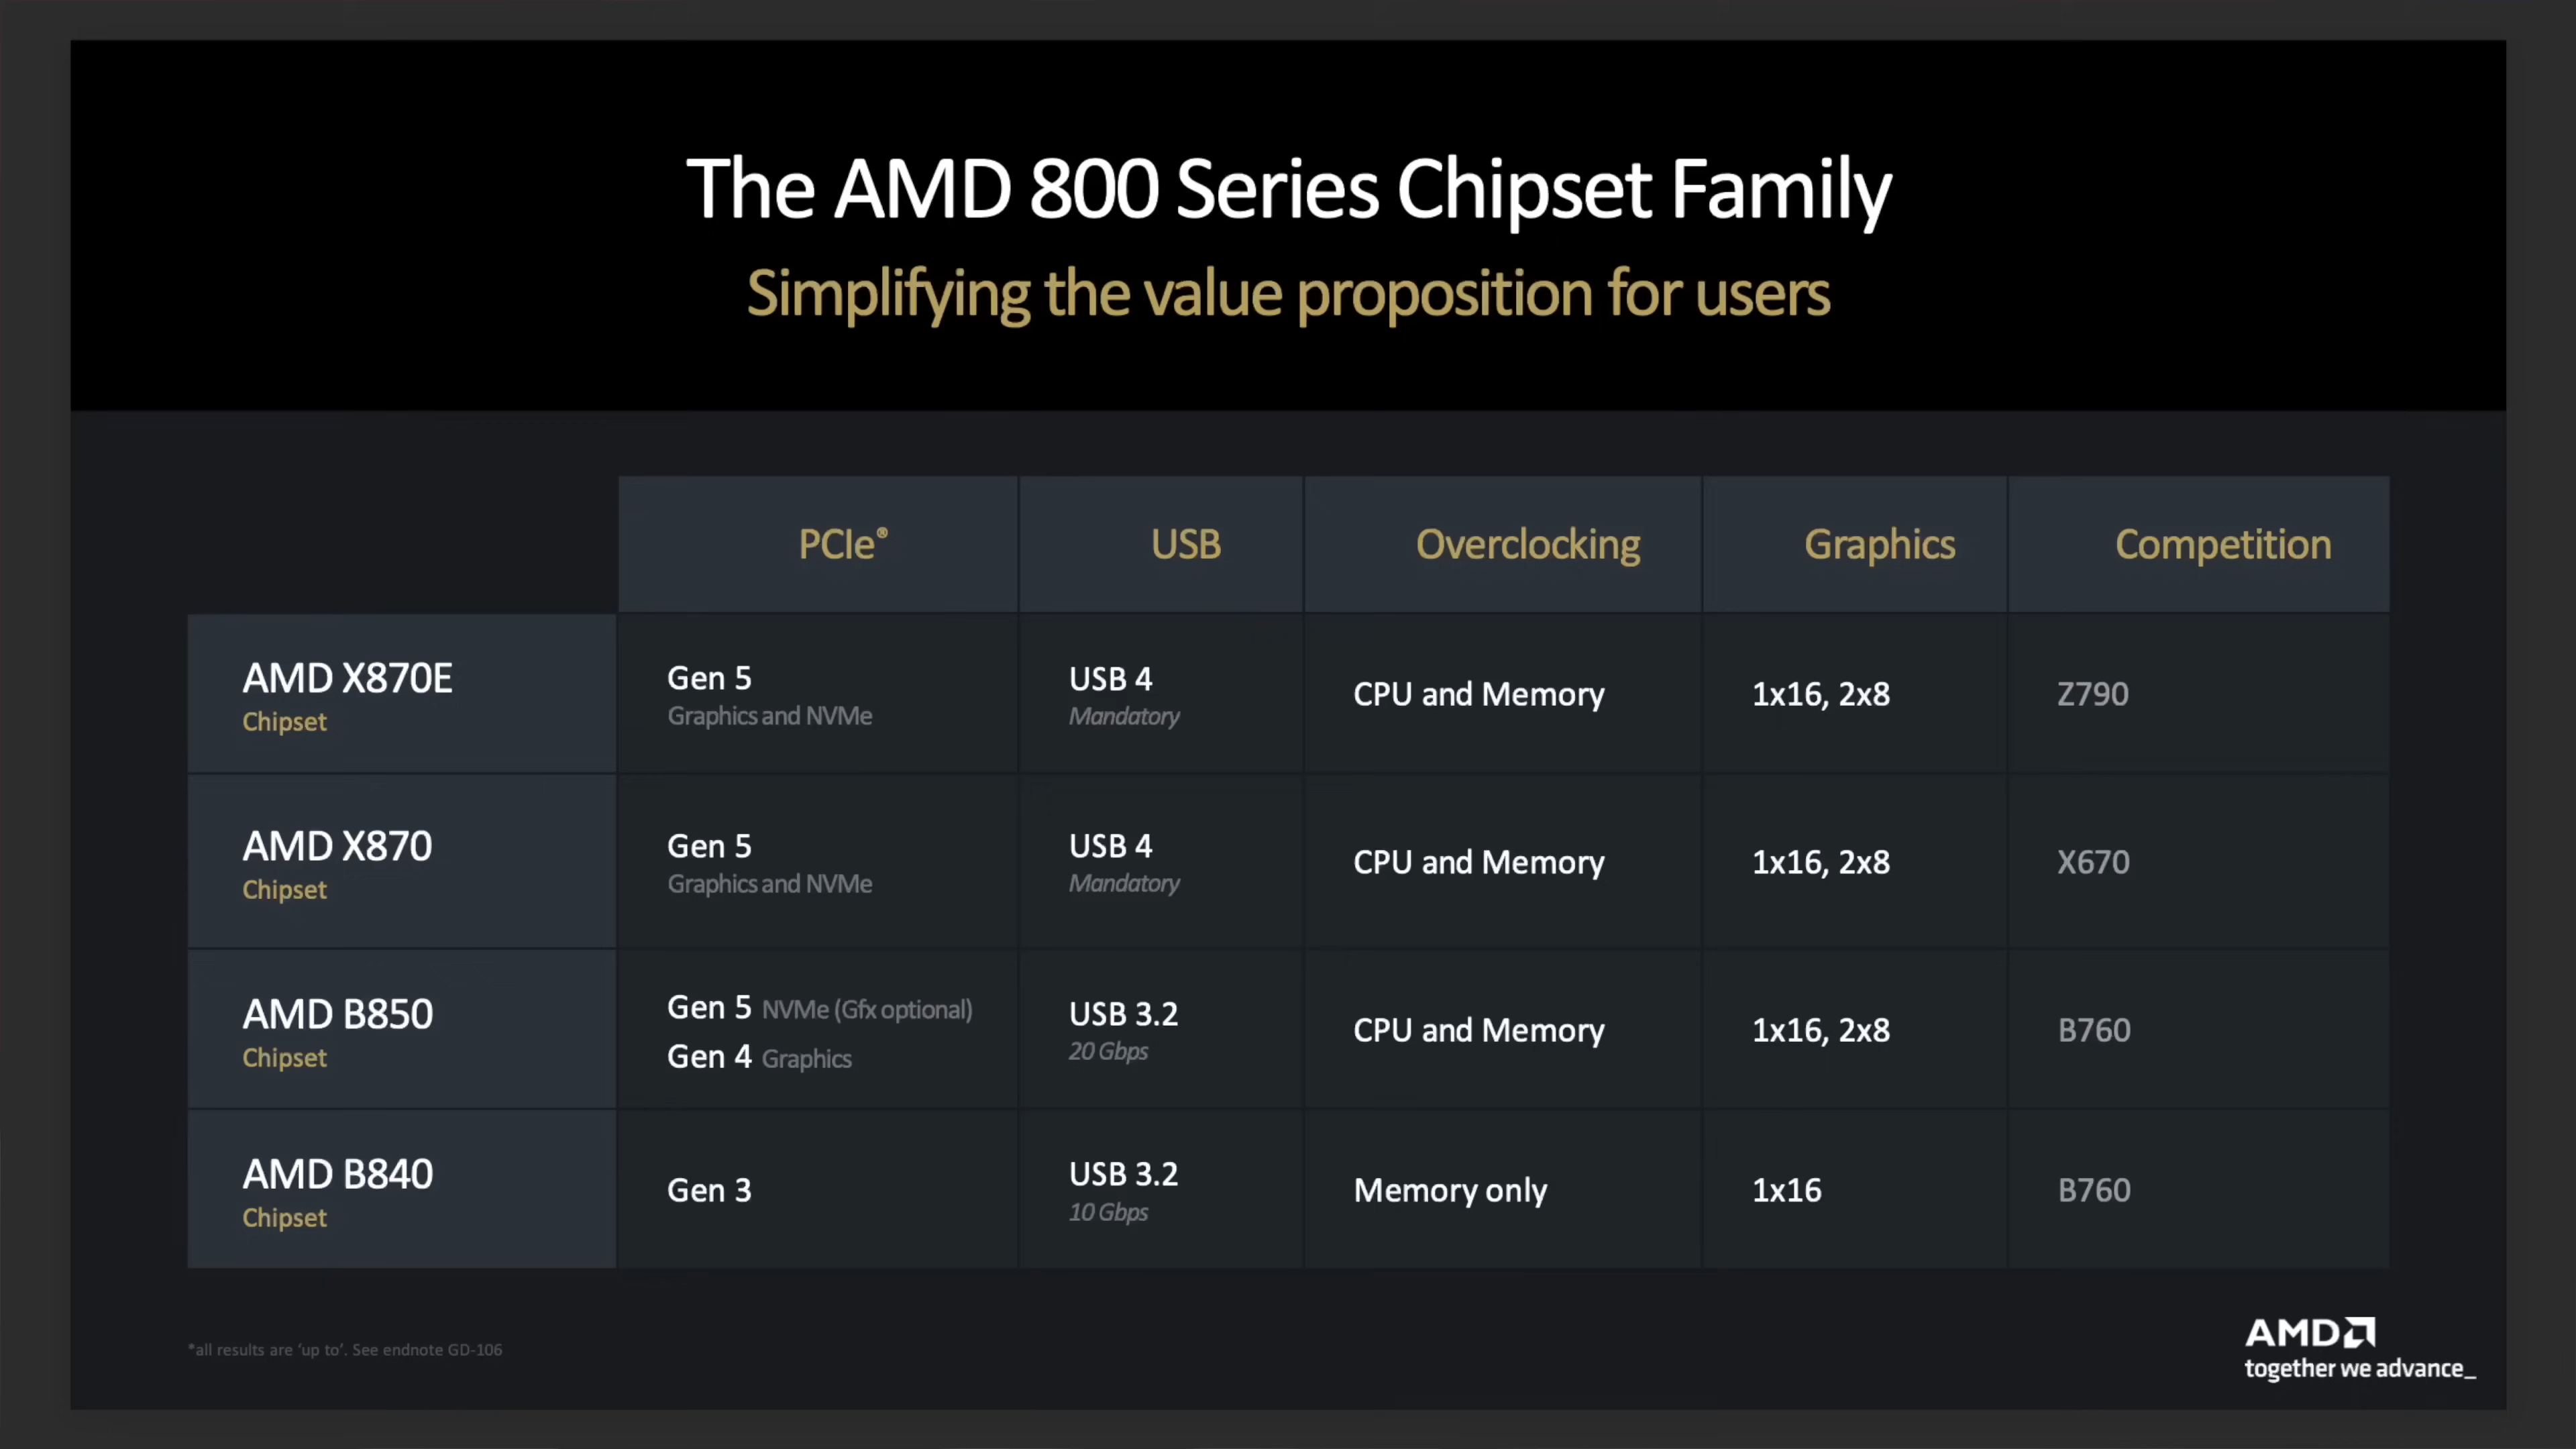 The AMD 800 Series Chipset Family
Simplifying the value proposition for users
PCIe® USB Overclocking Graphics Competition
AMD X870E
Chipset
Gen 5
Graphics and NVMe
USB 4
Mandatory
CPU and Memory
1x16, 2x8
Z790
AMD X870
Chipset
Gen 5
Graphics and NVMe
USB 4
Mandatory
CPU and Memory
1x16, 2x8
X670
AMD B850
Chipset
Gen 5 NVMe (Gfx optional)
Gen 4 Graphics
USB 3.2
20 Gbps
CPU and Memory
1x16, 2x8
B760
AMD B840
Chipset
Gen 3
USB 3.2
10 Gbps
Memory only
1x16
B760
*all results are ‘up to’. See endnote GD-106
AMD
together we advance_